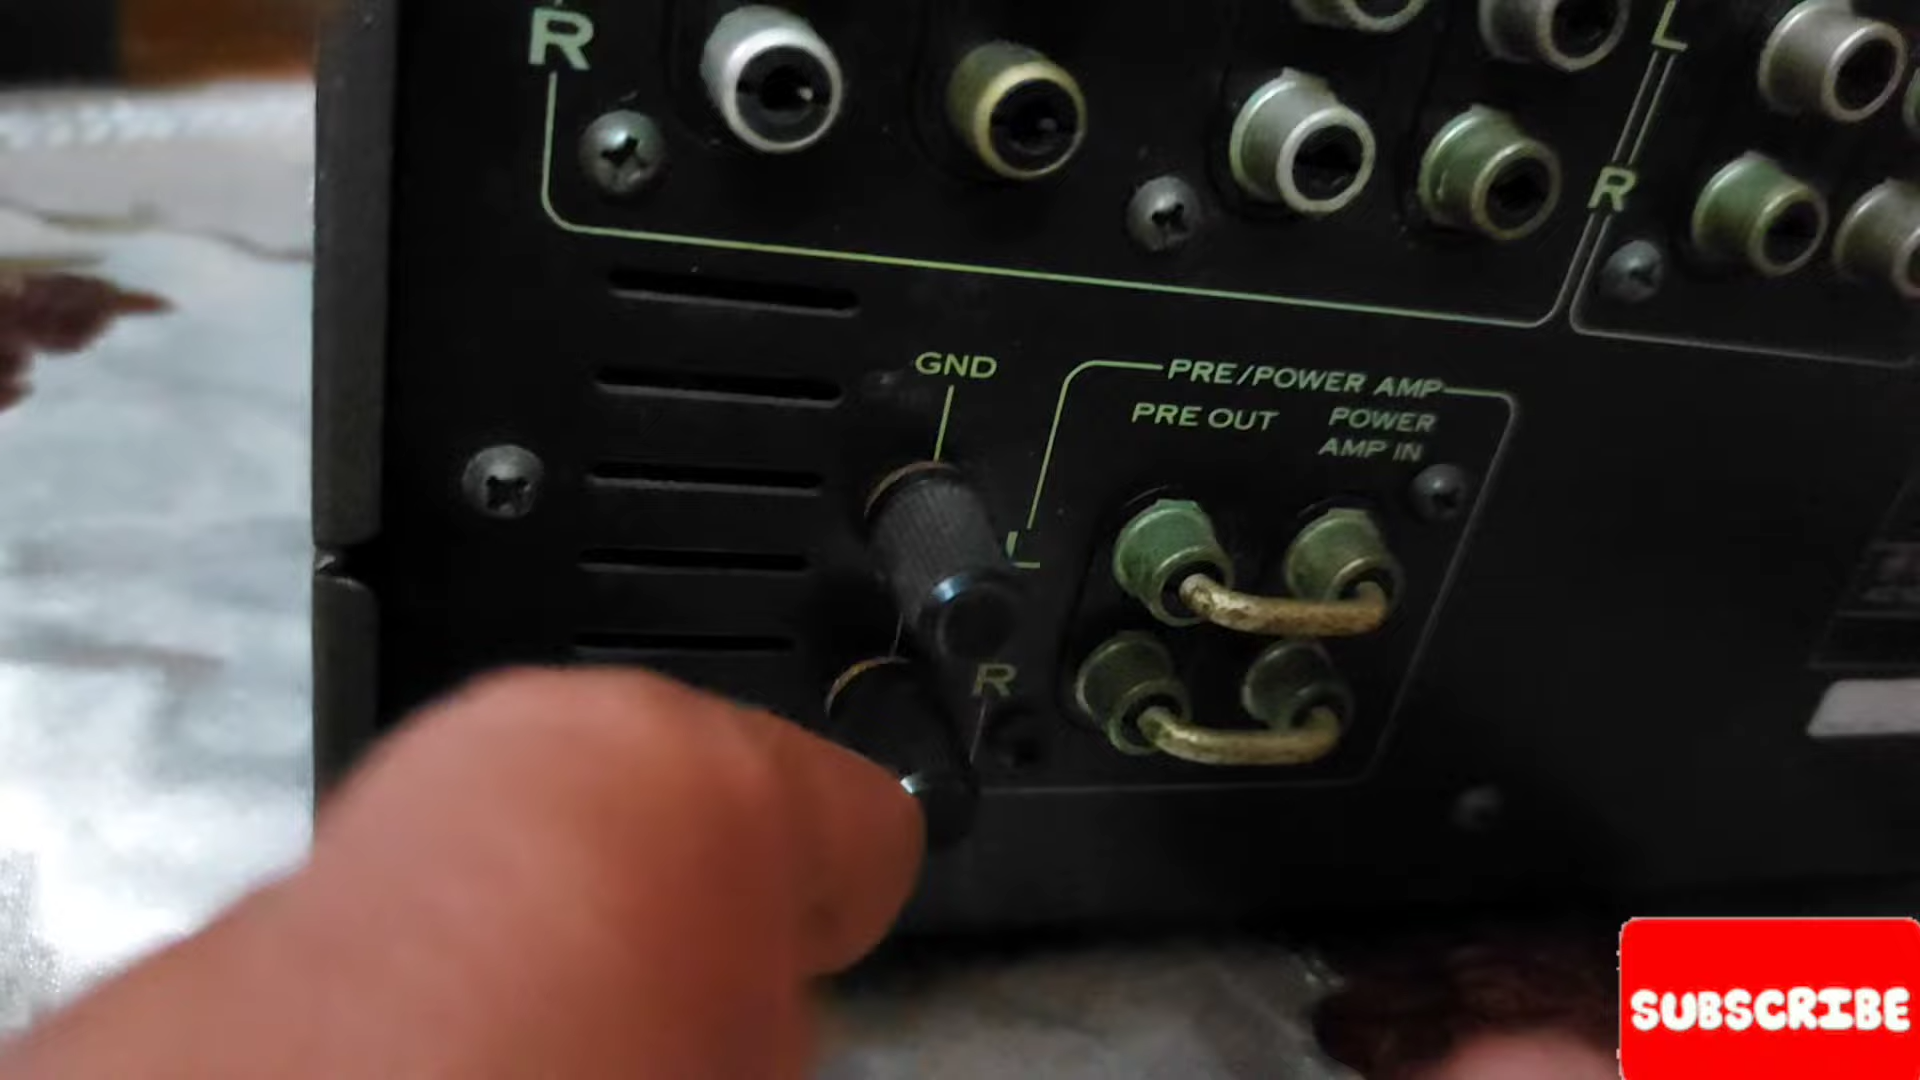 R
L
R
GND
PRE/POWER AMP
PRE OUT
POWER
AMP IN
L
R
SUBSCRIBE